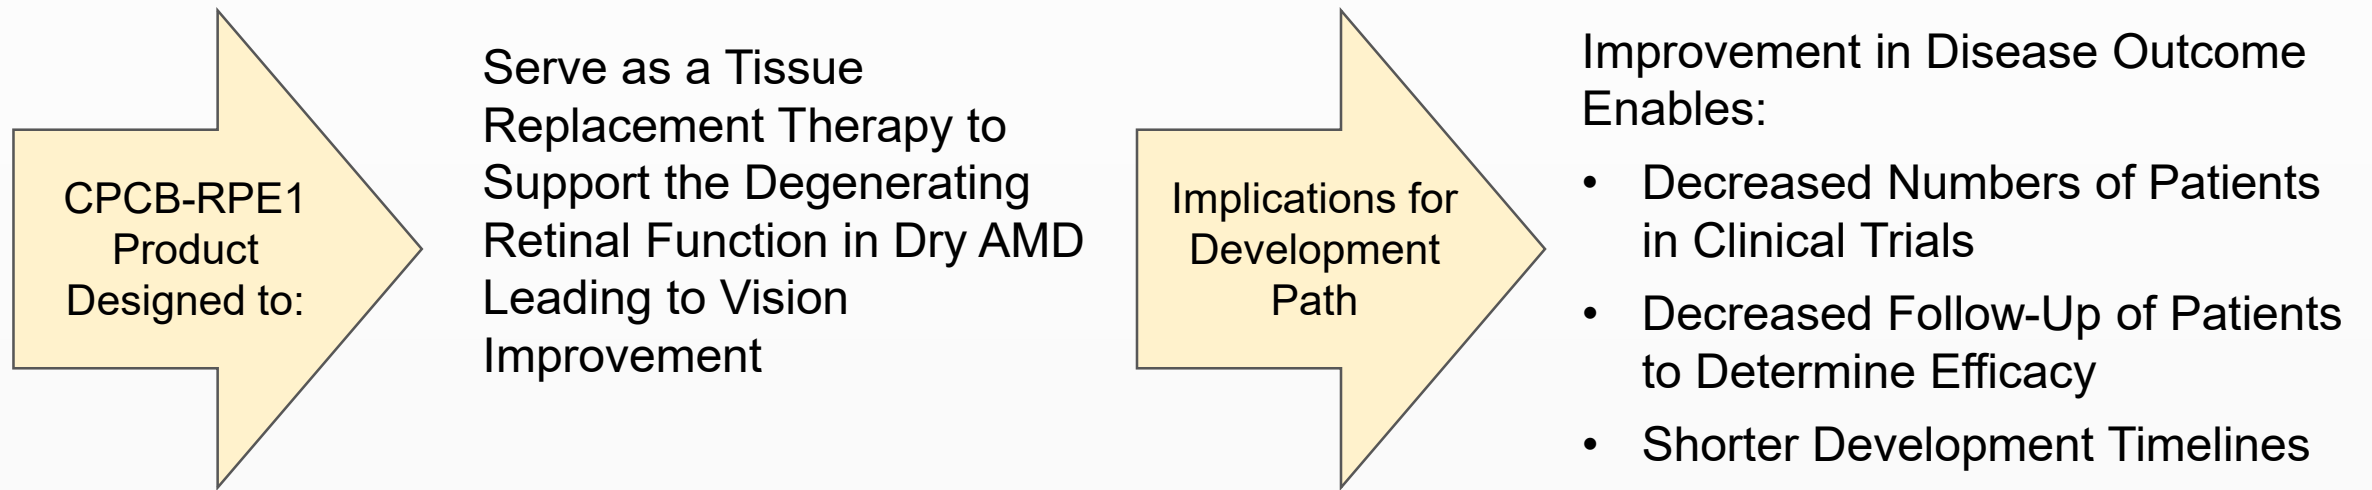 CPCB-RPE1
Product
Designed to:
Serve as a Tissue
Replacement Therapy to
Support the Degenerating
Retinal Function in Dry AMD
Leading to Vision
Improvement
Implications for
Development
Path
Improvement in Disease Outcome
Enables:
• Decreased Numbers of Patients
in Clinical Trials
• Decreased Follow-Up of Patients
to Determine Efficacy
• Shorter Development Timelines